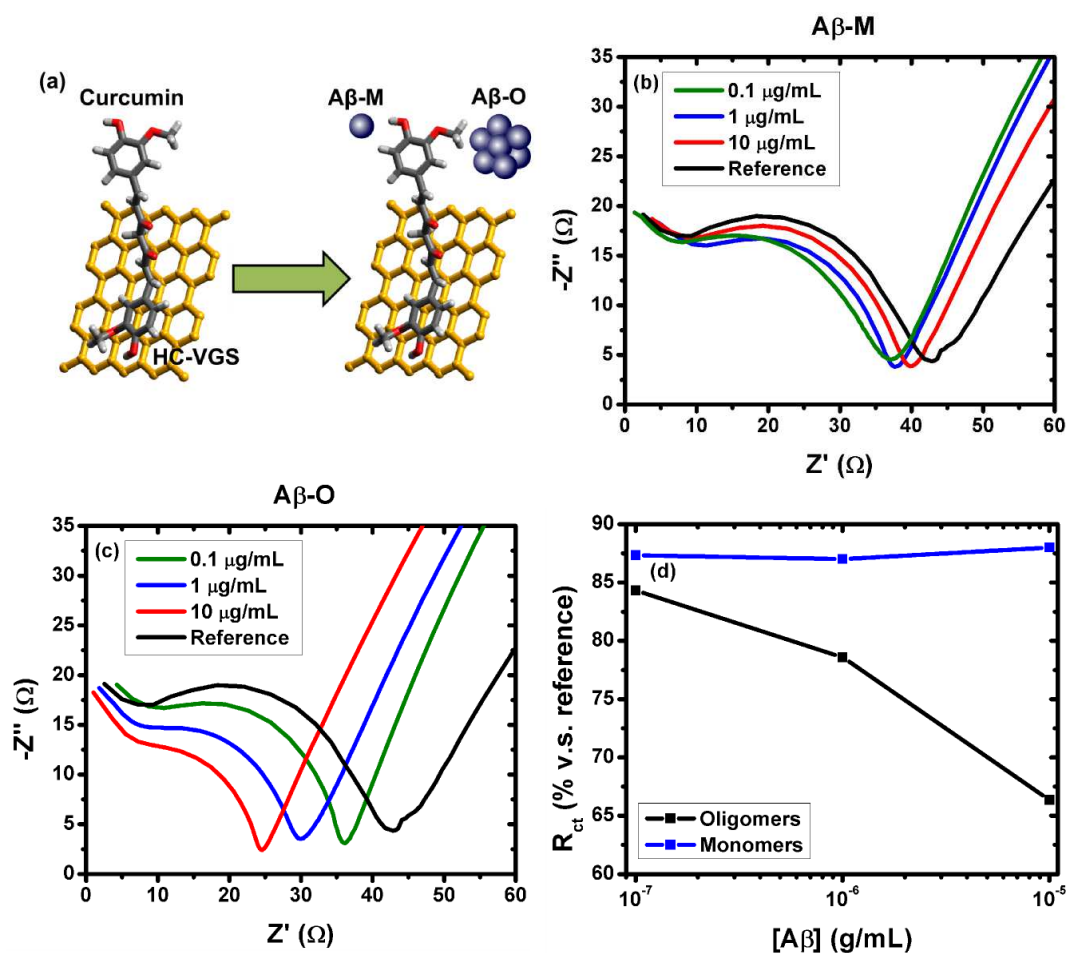 (a)
Curcumin
HC-VGS
Aβ-M
Aβ-O
Aβ-M
(b)
0.1 μg/mL
1 μg/mL
10 μg/mL
Reference
35
30
25
20
15
10
5
0
-Z'' (Ω)
0 10 20 30 40 50 60
Z' (Ω)
Aβ-O
(c)
0.1 μg/mL
1 μg/mL
10 μg/mL
Reference
35
30
25
20
15
10
5
0
-Z'' (Ω)
0 10 20 30 40 50 60
Z' (Ω)
(d)
90
85
80
75
70
65
60
R_ct (% v.s. reference)
Oligomers
Monomers
10⁻⁷ 10⁻⁶ 10⁻⁵
[Aβ] (g/mL)